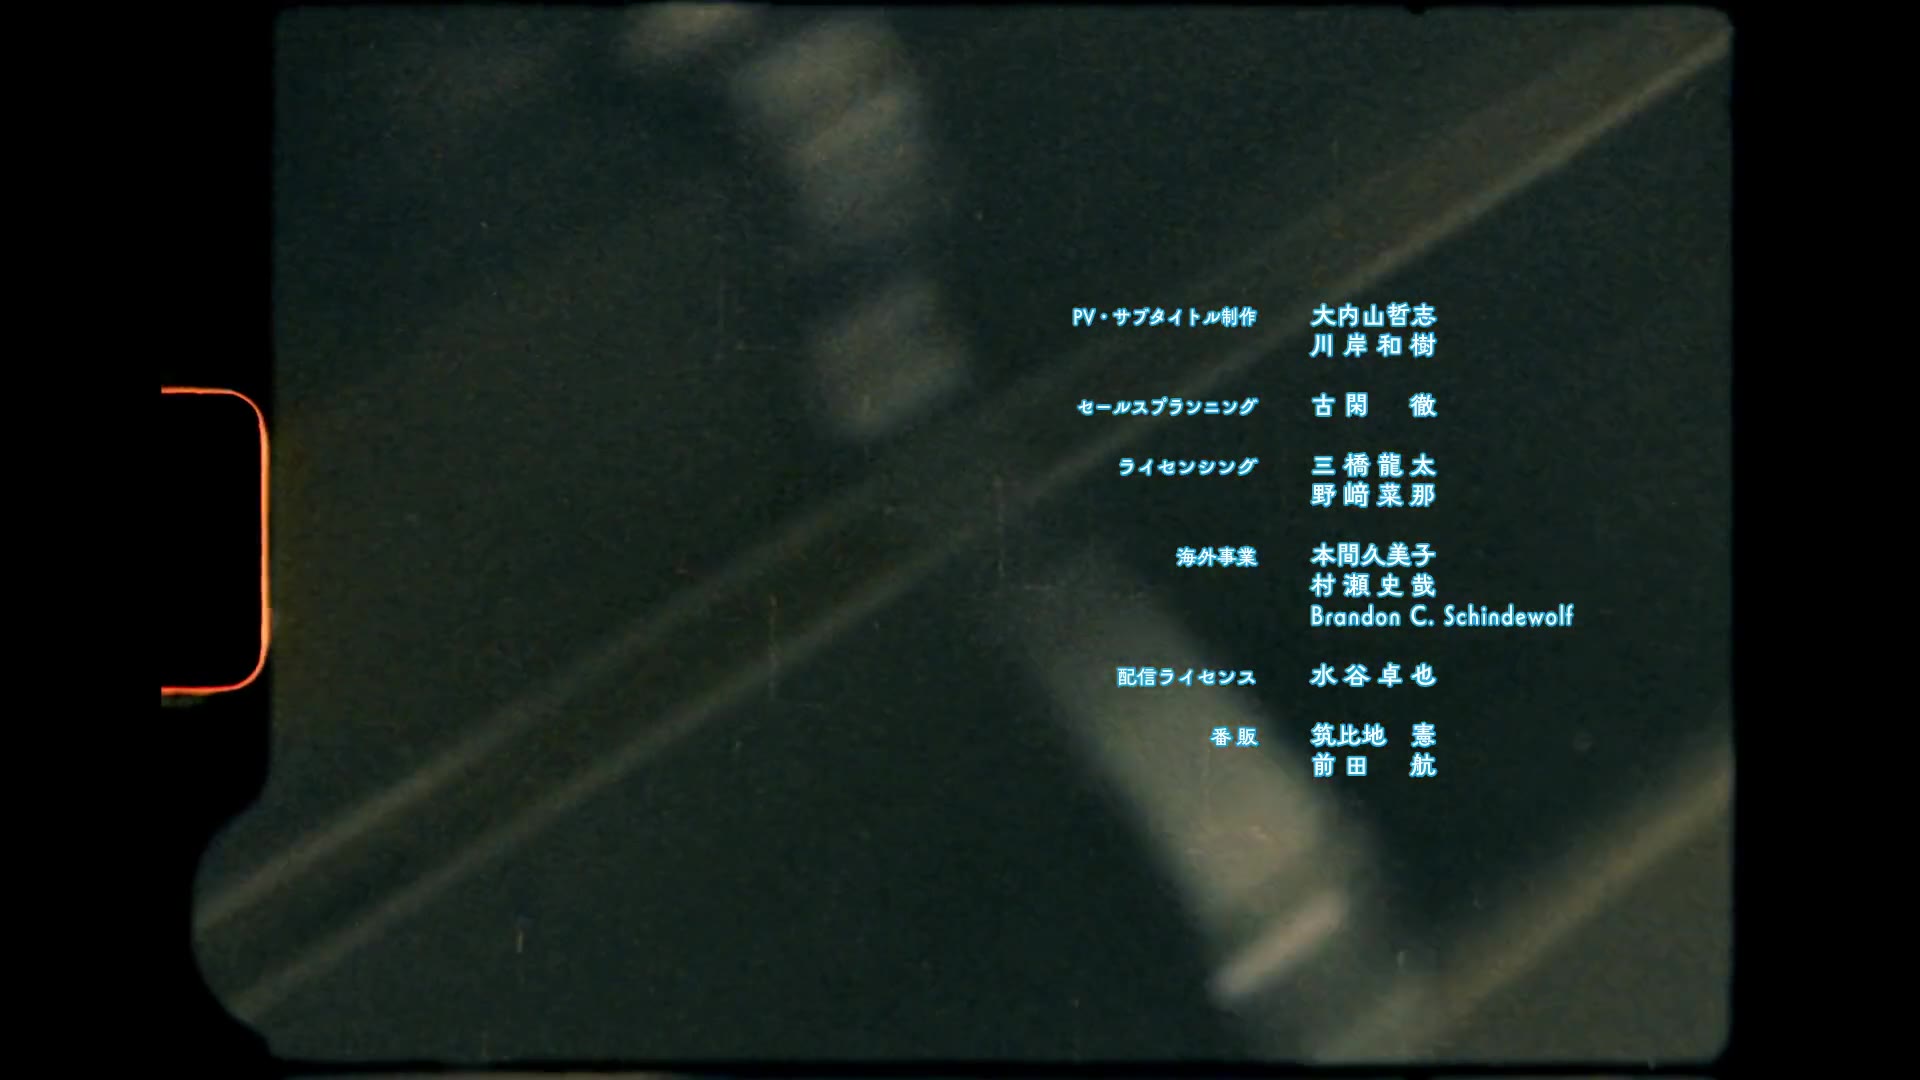 PV・サブタイトル制作 大内山哲志
川岸和樹
セールスプランニング 古閑 徹
ライセンシング 三橋龍太
野﨑菜那
海外事業 本間久美子
村瀬史哉
Brandon C. Schindewolf
配信ライセンス 水谷卓也
番販 筑比地 憲
前田 航